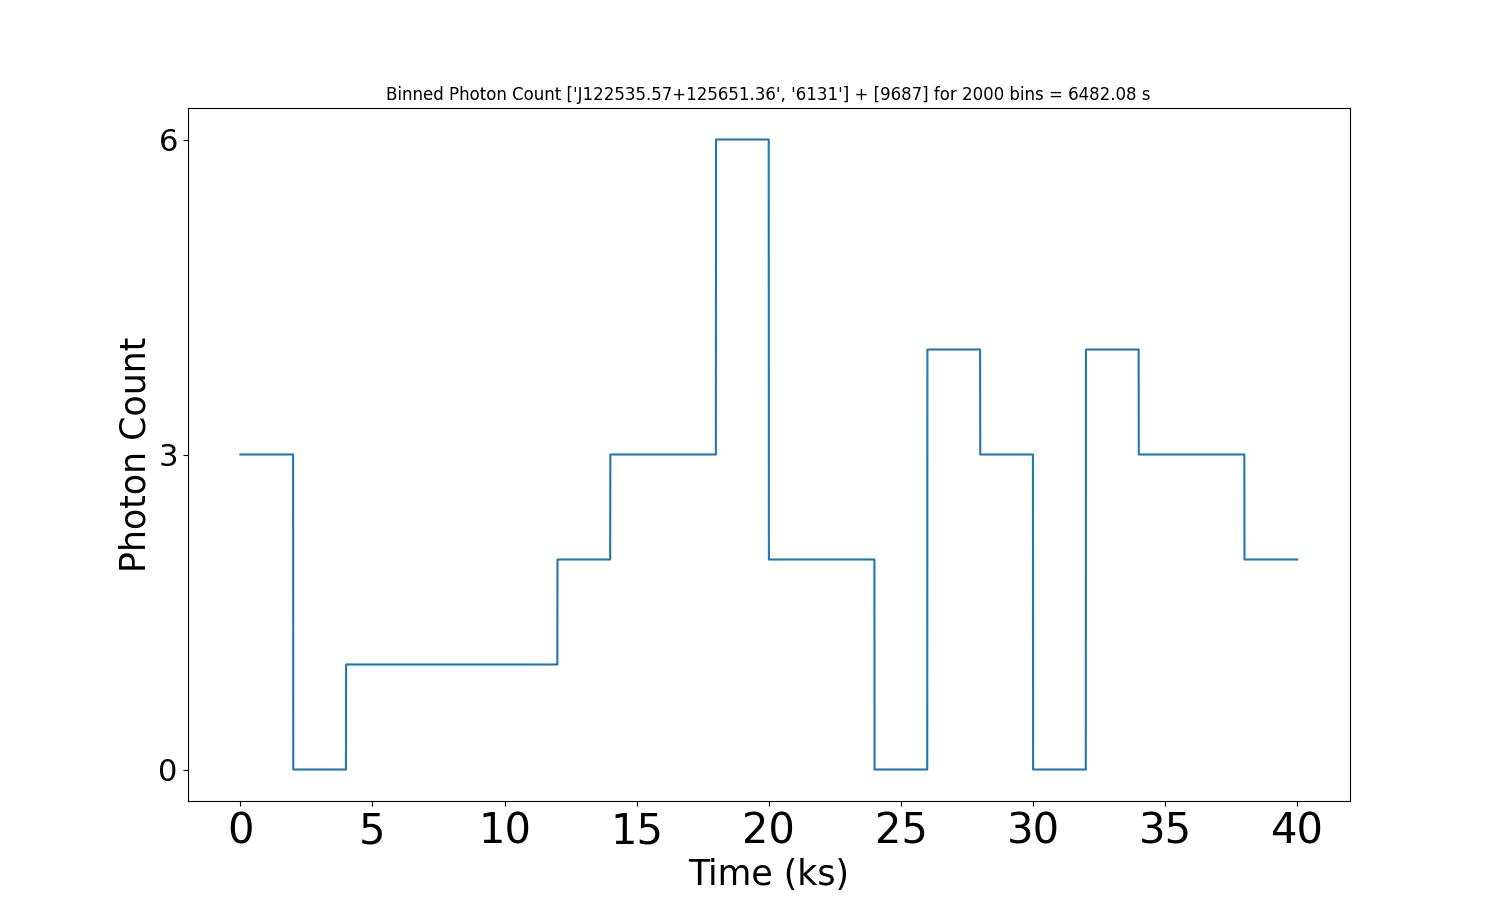 Binned Photon Count ['J122535.57+125651.36', '6131'] + [9687] for 2000 bins = 6482.08 s
6
3
0
Photon Count
0 5 10 15 20 25 30 35 40
Time (ks)